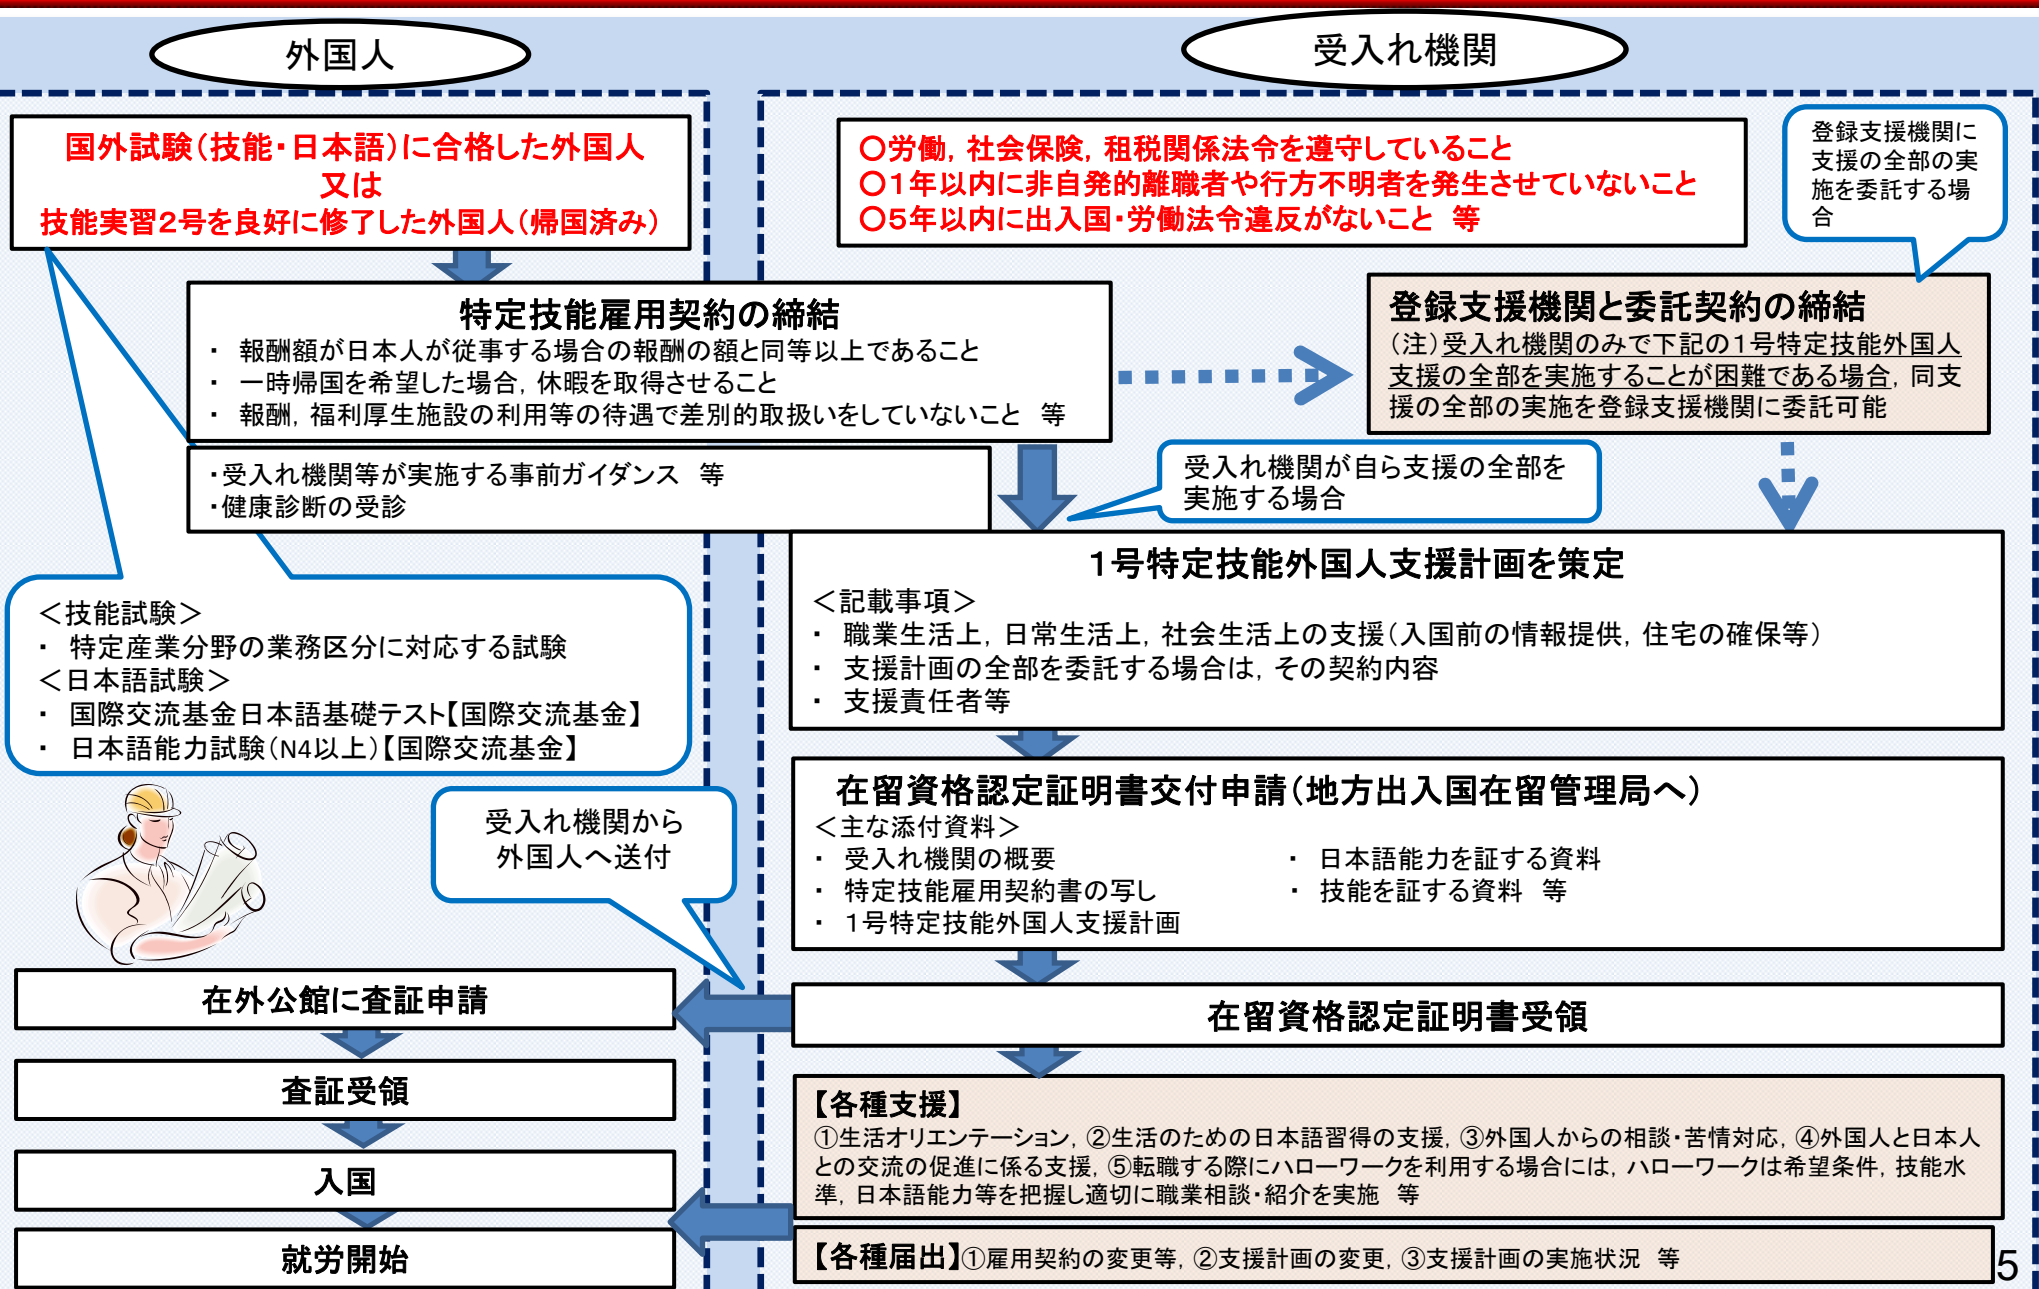 外国人
受入れ機関
国外試験(技能・日本語)に合格した外国人
又は
技能実習2号を良好に修了した外国人(帰国済み)
○労働，社会保険，租税関係法令を遵守していること
○1年以内に非自発的離職者や行方不明者を発生させていないこと
○5年以内に出入国・労働法令違反がないこと 等
登録支援機関に
支援の全部の実
施を委託する場
合
特定技能雇用契約の締結
・ 報酬額が日本人が従事する場合の報酬の額と同等以上であること
・ 一時帰国を希望した場合，休暇を取得させること
・ 報酬，福利厚生施設の利用等の待遇で差別的取扱いをしていないこと 等
登録支援機関と委託契約の締結
(注)受入れ機関のみで下記の1号特定技能外国人
支援の全部を実施することが困難である場合，同支
援の全部の実施を登録支援機関に委託可能
・受入れ機関等が実施する事前ガイダンス 等
・健康診断の受診
受入れ機関が自ら支援の全部を
実施する場合
1号特定技能外国人支援計画を策定
＜記載事項＞
・ 職業生活上，日常生活上，社会生活上の支援(入国前の情報提供，住宅の確保等)
・ 支援計画の全部を委託する場合は，その契約内容
・ 支援責任者等
＜技能試験＞
・ 特定産業分野の業務区分に対応する試験
＜日本語試験＞
・ 国際交流基金日本語基礎テスト【国際交流基金】
・ 日本語能力試験(N4以上)【国際交流基金】
在留資格認定証明書交付申請(地方出入国在留管理局へ)
＜主な添付資料＞
・ 受入れ機関の概要
・ 特定技能雇用契約書の写し
・ 1号特定技能外国人支援計画
・ 日本語能力を証する資料
・ 技能を証する資料 等
受入れ機関から
外国人へ送付
在留資格認定証明書受領
在外公館に査証申請
査証受領
入国
就労開始
【各種支援】
①生活オリエンテーション，②生活のための日本語習得の支援，③外国人からの相談・苦情対応，④外国人と日本人
との交流の促進に係る支援，⑤転職する際にハローワークを利用する場合には，ハローワークは希望条件，技能水
準，日本語能力等を把握し適切に職業相談・紹介を実施 等
【各種届出】①雇用契約の変更等，②支援計画の変更，③支援計画の実施状況 等
5